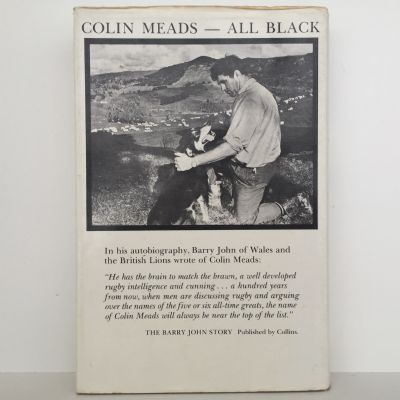 COLIN MEADS — ALL BLACK
In his autobiography, Barry John of Wales and
the British Lions wrote of Colin Meads:
"He has the brain to match the brawn, a well developed
rugby intelligence and cunning . . . a hundred years
from now, when men are discussing rugby and arguing
over the names of the five or six all-time greats, the name
of Colin Meads will always be near the top of the list."
THE BARRY JOHN STORY Published by Collins.